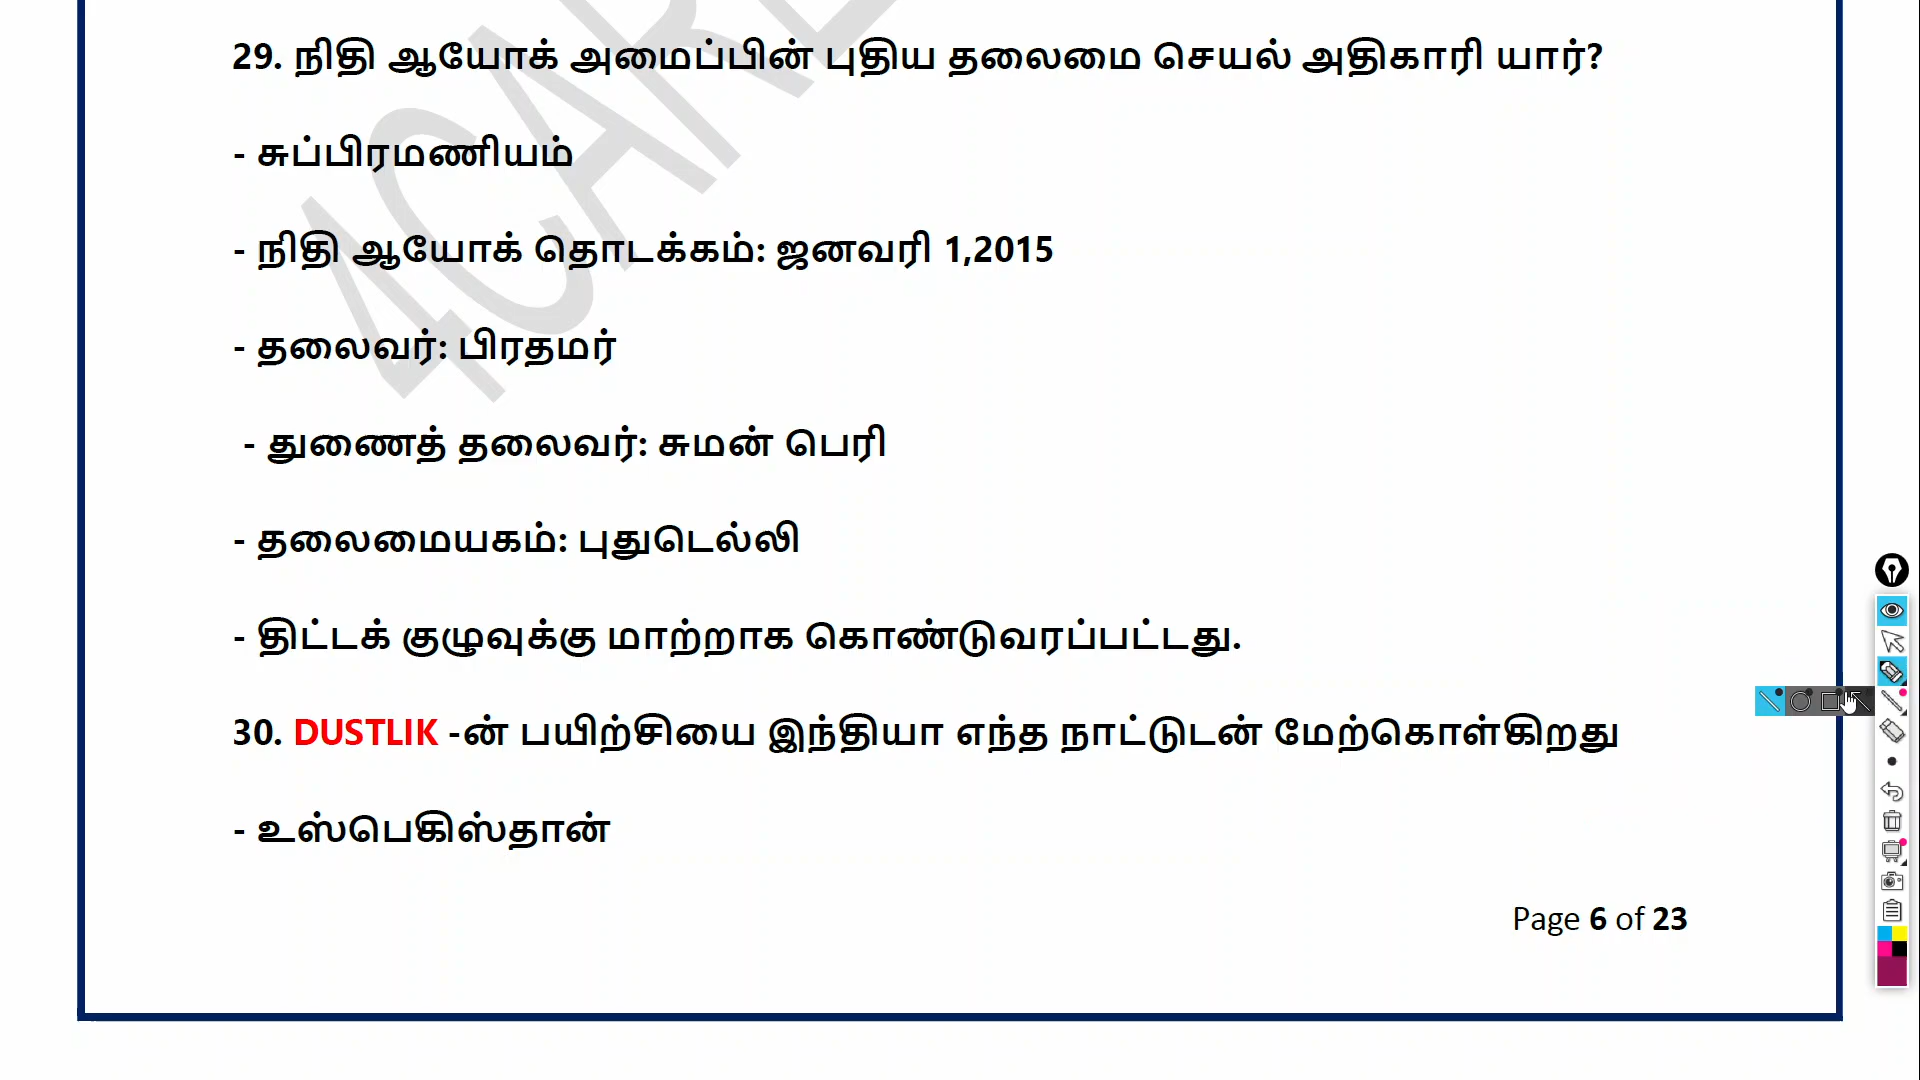 29. நிதி ஆயோக் அமைப்பின் புதிய தலைமை செயல் அதிகாரி யார்?
- சுப்பிரமணியம்
- நிதி ஆயோக் தொடக்கம்: ஜனவரி 1,2015
- தலைவர்: பிரதமர்
- துணைத் தலைவர்: சுமன் பெரி
- தலைமையகம்: புதுடெல்லி
- திட்டக் குழுவுக்கு மாற்றாக கொண்டுவரப்பட்டது.
30. DUSTLIK -ன் பயிற்சியை இந்தியா எந்த நாட்டுடன் மேற்கொள்கிறது
- உஸ்பெகிஸ்தான்
Page 6 of 23